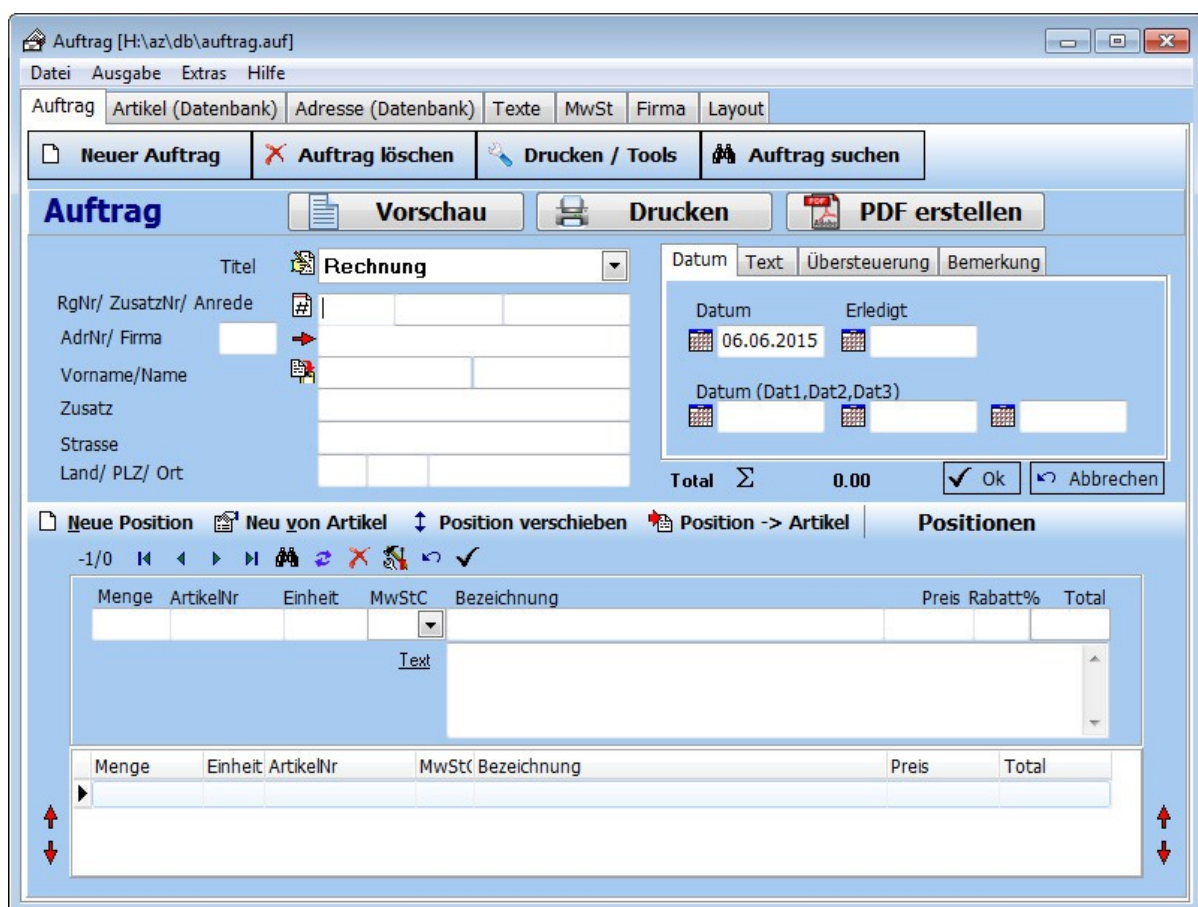 Auftrag [H:\az\db\auftrag.auf]
Datei Ausgabe Extras Hilfe
Auftrag Artikel (Datenbank) Adresse (Datenbank) Texte MwSt Firma Layout
Neuer Auftrag Auftrag löschen Drucken / Tools Auftrag suchen
Auftrag Vorschau Drucken PDF erstellen
Titel Rechnung
RgNr/ ZusatzNr/ Anrede
AdrNr/ Firma
Vorname/Name
Zusatz
Strasse
Land/ PLZ/ Ort
Datum Text Übersteuerung Bemerkung
Datum Erledigt
06.06.2015
Datum (Dat1,Dat2,Dat3)
Total Σ 0.00 Ok Abbrechen
Neue Position Neu von Artikel Position verschieben Position -> Artikel Positionen
-1/0
Menge ArtikelNr Einheit MwStC Bezeichnung Preis Rabatt% Total
Text
Menge Einheit ArtikelNr MwSt( Bezeichnung Preis Total